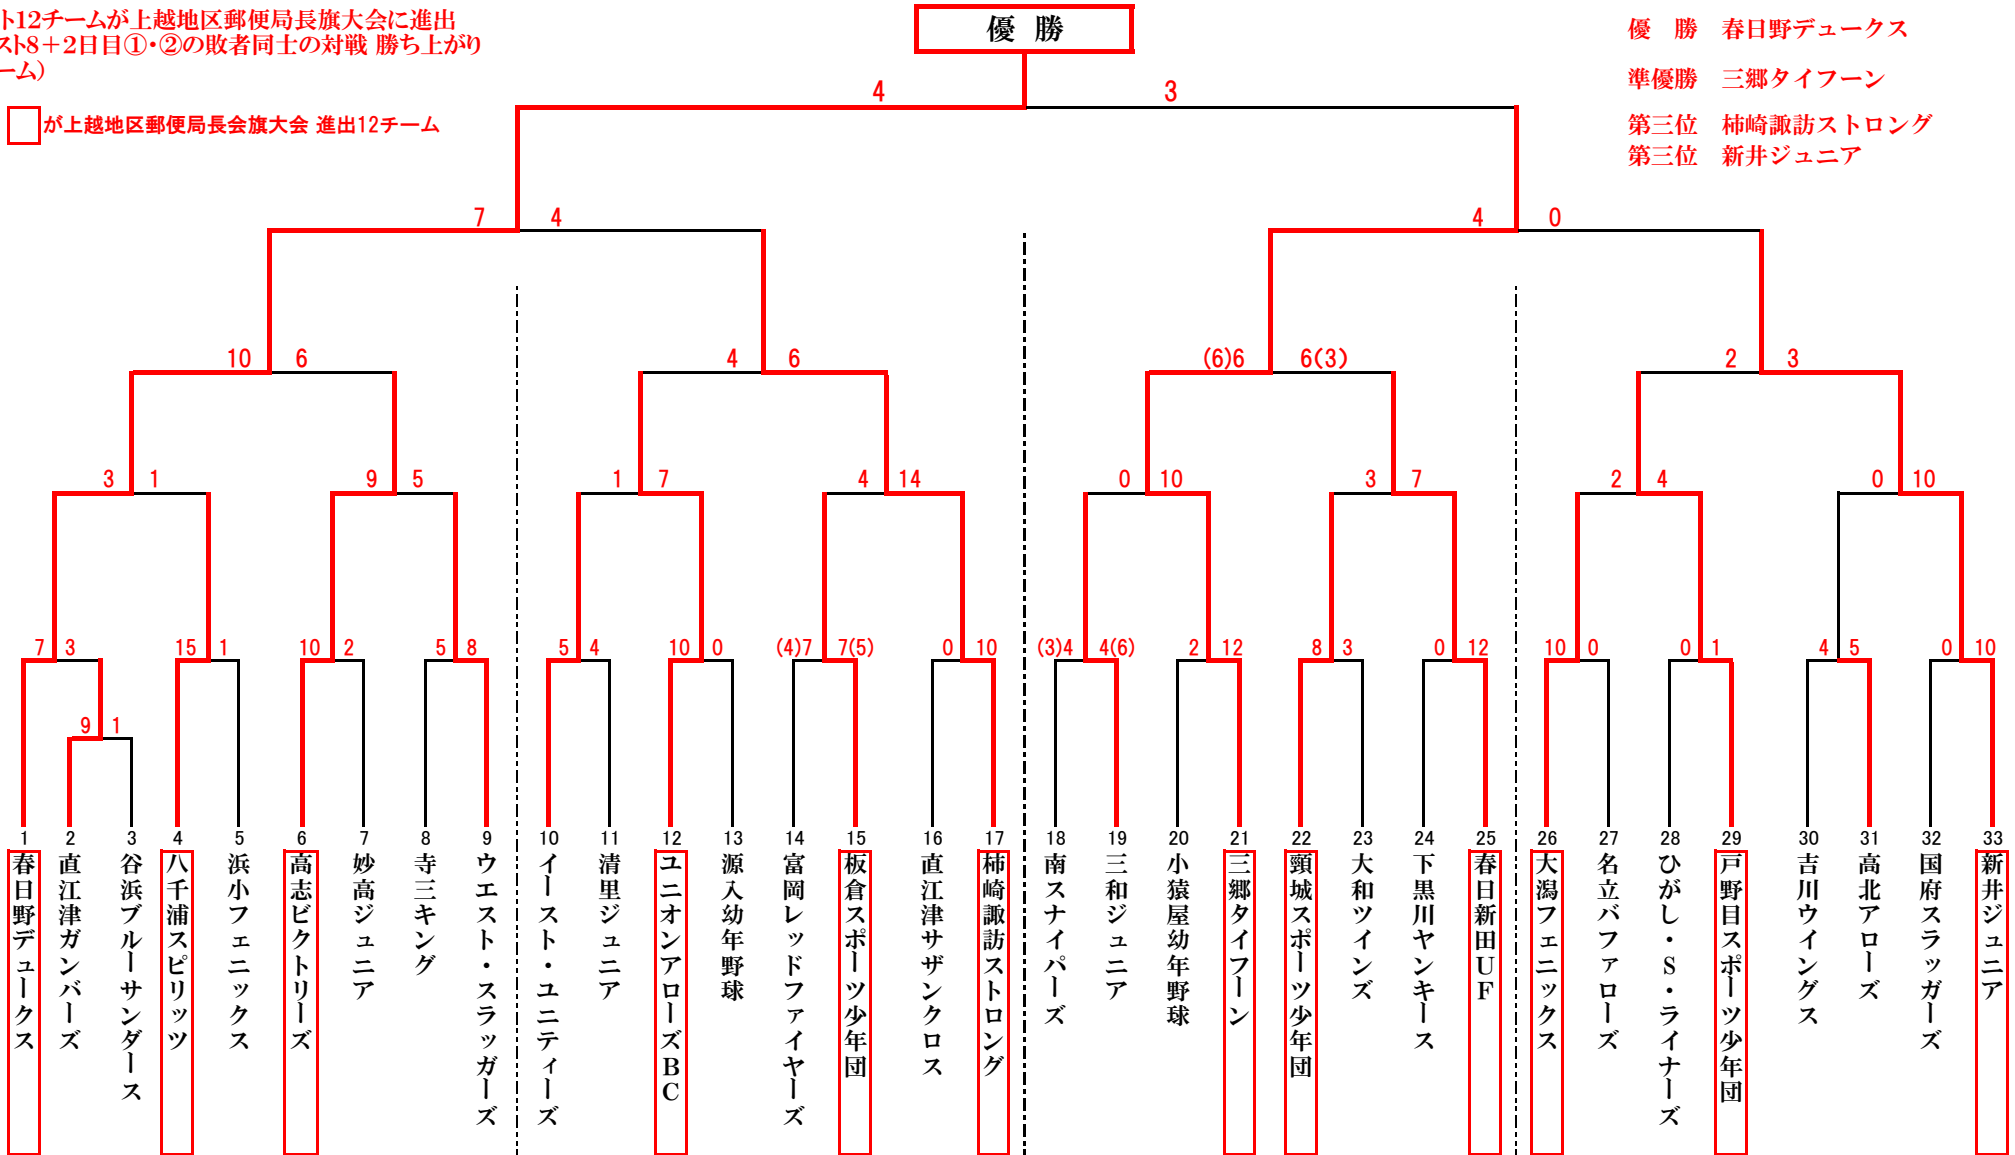 ト12チームが上越地区郵便局長旗大会に進出
スト8＋2日目①・②の敗者同士の対戦 勝ち上がり
ーム）
が上越地区郵便局長会旗大会 進出12チーム
優 勝
優　勝　春日野デュークス
準優勝　三郷タイフーン
第三位　柿崎諏訪ストロング
第三位　新井ジュニア
4 3
7 4 4 0
10 6 4 6 (6)6 6(3) 2 3
3 1 9 5 1 7 4 14 0 10 3 7 2 4 0 10
7 3 15 1 10 2 5 8 5 4 10 0 (4)7 7(5) 0 10 (3)4 4(6) 2 12 8 3 0 12 10 0 0 1 4 5 0 10
9 1
1 春日野デュークス
2 直江津ガンバーズ
3 谷浜ブルーサンダース
4 八千浦スピリッツ
5 浜小フェニックス
6 高志ビクトリーズ
7 妙高ジュニア
8 寺三キング
9 ウエスト・スラッガーズ
10 イースト・ユニティーズ
11 清里ジュニア
12 ユニオンアローズBC
13 源入幼年野球
14 富岡レッドファイヤーズ
15 板倉スポーツ少年団
16 直江津サザンクロス
17 柿崎諏訪ストロング
18 南スナイパーズ
19 三和ジュニア
20 小猿屋幼年野球
21 三郷タイフーン
22 頸城スポーツ少年団
23 大和ツインズ
24 下黒川ヤンキース
25 春日新田UF
26 大潟フェニックス
27 名立バファローズ
28 ひがし・S・ライナーズ
29 戸野目スポーツ少年団
30 吉川ウイングス
31 高北アローズ
32 国府スラッガーズ
33 新井ジュニア